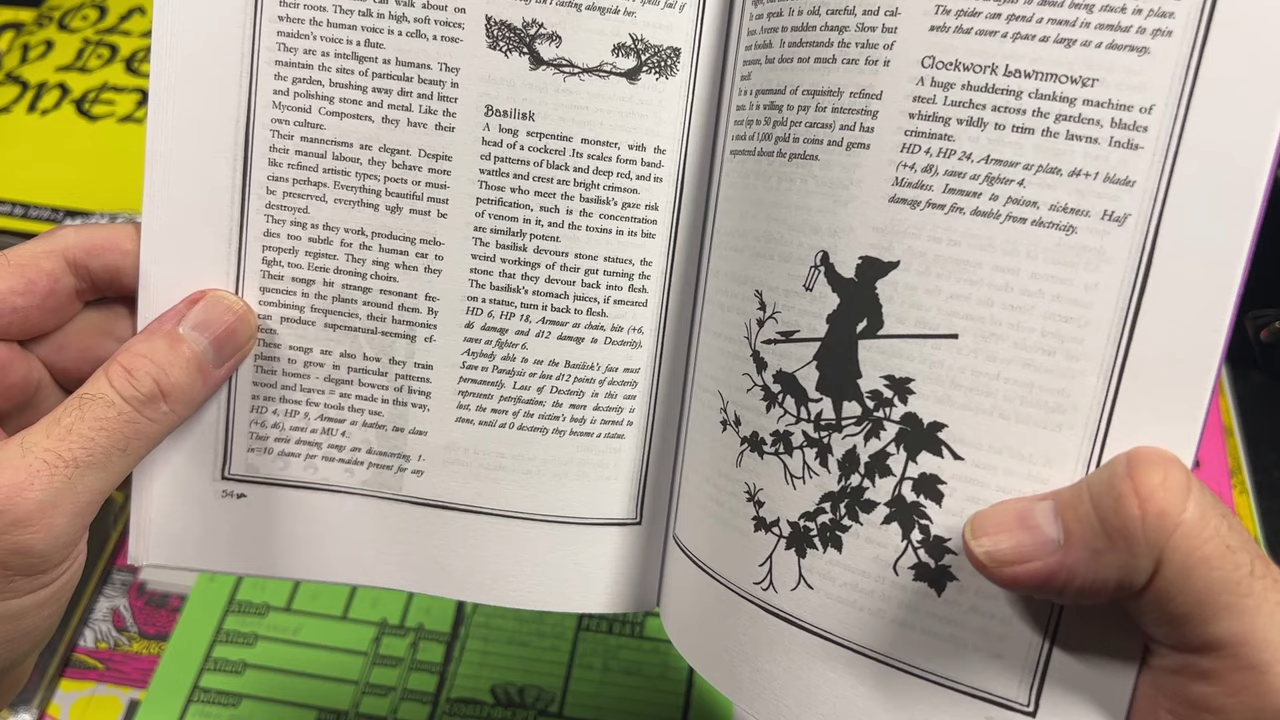 can walk about on
their roots. They talk in high, soft voices;
where the human voice is a cello, a rose-
maiden's voice is a flute.
They are as intelligent as humans. They
maintain the sites of particular beauty in
the garden, brushing away dirt and litter
and polishing stone and metal. Like the
Myconid Composters, they have their
own culture.
Their mannerisms are elegant. Despite
their manual labour, they behave more
like refined artistic types; poets or musi-
cians perhaps. Everything beautiful must
be preserved, everything ugly must be
destroyed.
They sing as they work, producing melo-
dies too subtle for the human ear to
properly register. They sing when they
fight, too. Eerie droning choirs.
Their songs hit strange resonant fre-
quencies in the plants around them. By
combining frequencies, their harmonies
can produce supernatural-seeming ef-
fects.
These songs are also how they train
plants to grow in particular patterns.
Their homes - elegant bowers of living
wood and leaves = are made in this way,
as are those few tools they use.
HD 4, HP 9, Armour as leather, two claws
(+6, d6), saves as MU 4..
Their eerie droning songs are disconcerting. 1-
in=10 chance per rose-maiden present for any
54
spells fail if
isn't casting alongside her.
Basilisk
A long serpentine monster, with the
head of a cockerel .Its scales form band-
ed patterns of black and deep red, and its
wattles and crest are bright crimson.
Those who meet the basilisk's gaze risk
petrification, such is the concentration
of venom in it, and the toxins in its bite
are similarly potent.
The basilisk devours stone statues, the
weird workings of their gut turning the
stone that they devour back into flesh.
The basilisk's stomach juices, if smeared
on a statue, turn it back to flesh.
HD 6, HP 18, Armour as chain, bite (+6,
d6 damage and d12 damage to Dexterity),
saves as fighter 6.
Anybody able to see the Basilisk's face must
Save vs Paralysis or lose d12 points of dexterity
permanently. Loss of Dexterity in this case
represents petrification; the more dexterity is
lost, the more of the victim's body is turned to
stone, until at 0 dexterity they become a statue.
It can speak. It is old, careful, and cal-
lous. Averse to sudden change. Slow but
not foolish. It understands the value of
treasure, but does not much care for it
itself.
It is a gourmand of exquisitely refined
taste. It is willing to pay for interesting
meat (up to 50 gold per carcass) and has
a stock of 1,000 gold in coins and gems
sequestered about the gardens.
to avoid being stuck in place.
The spider can spend a round in combat to spin
webs that cover a space as large as a doorway.
Clockwork Lawnmower
A huge shuddering clanking machine of
steel. Lurches across the gardens, blades
whirling wildly to trim the lawns. Indis-
criminate.
HD 4, HP 24, Armour as plate, d4+1 blades
(+4, d8), saves as fighter 4.
Mindless. Immune to poison, sickness. Half
damage from fire, double from electricity.